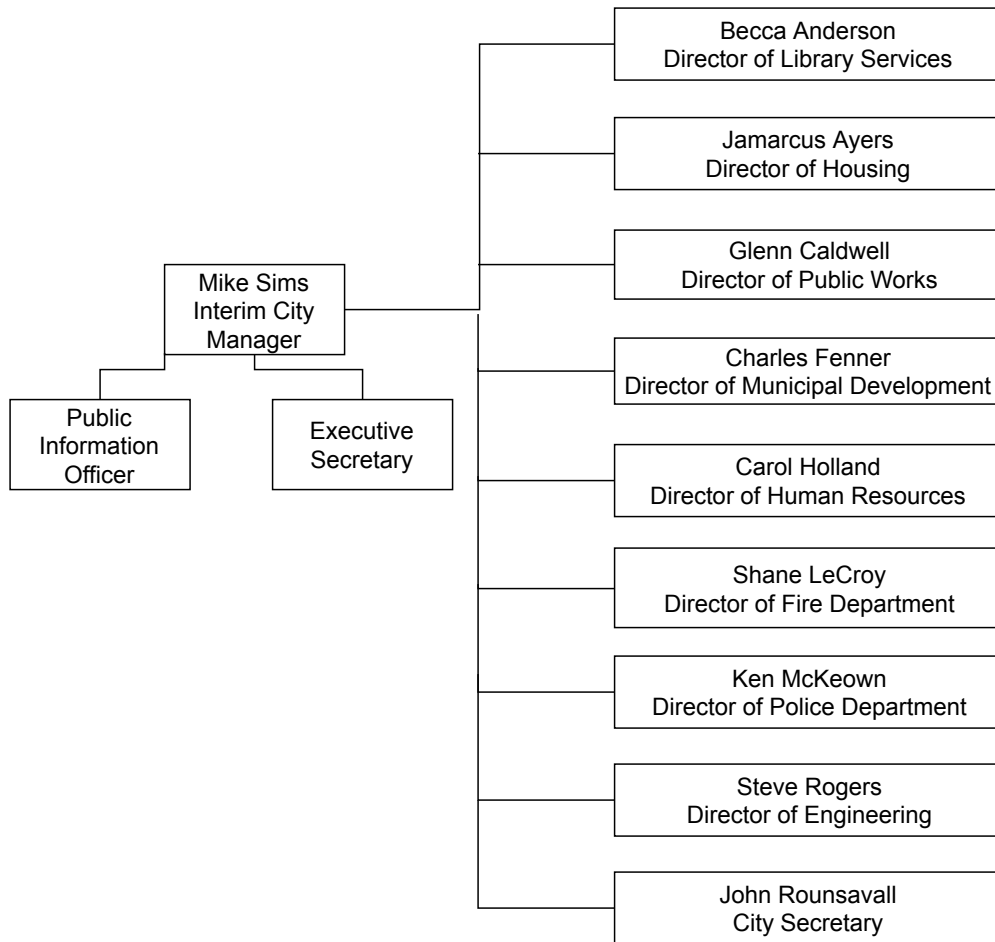 Becca Anderson
Director of Library Services
Jamarcus Ayers
Director of Housing
Glenn Caldwell
Director of Public Works
Mike Sims
Interim City
Manager
Charles Fenner
Director of Municipal Development
Public
Information
Officer
Executive
Secretary
Carol Holland
Director of Human Resources
Shane LeCroy
Director of Fire Department
Ken McKeown
Director of Police Department
Steve Rogers
Director of Engineering
John Rounsavall
City Secretary